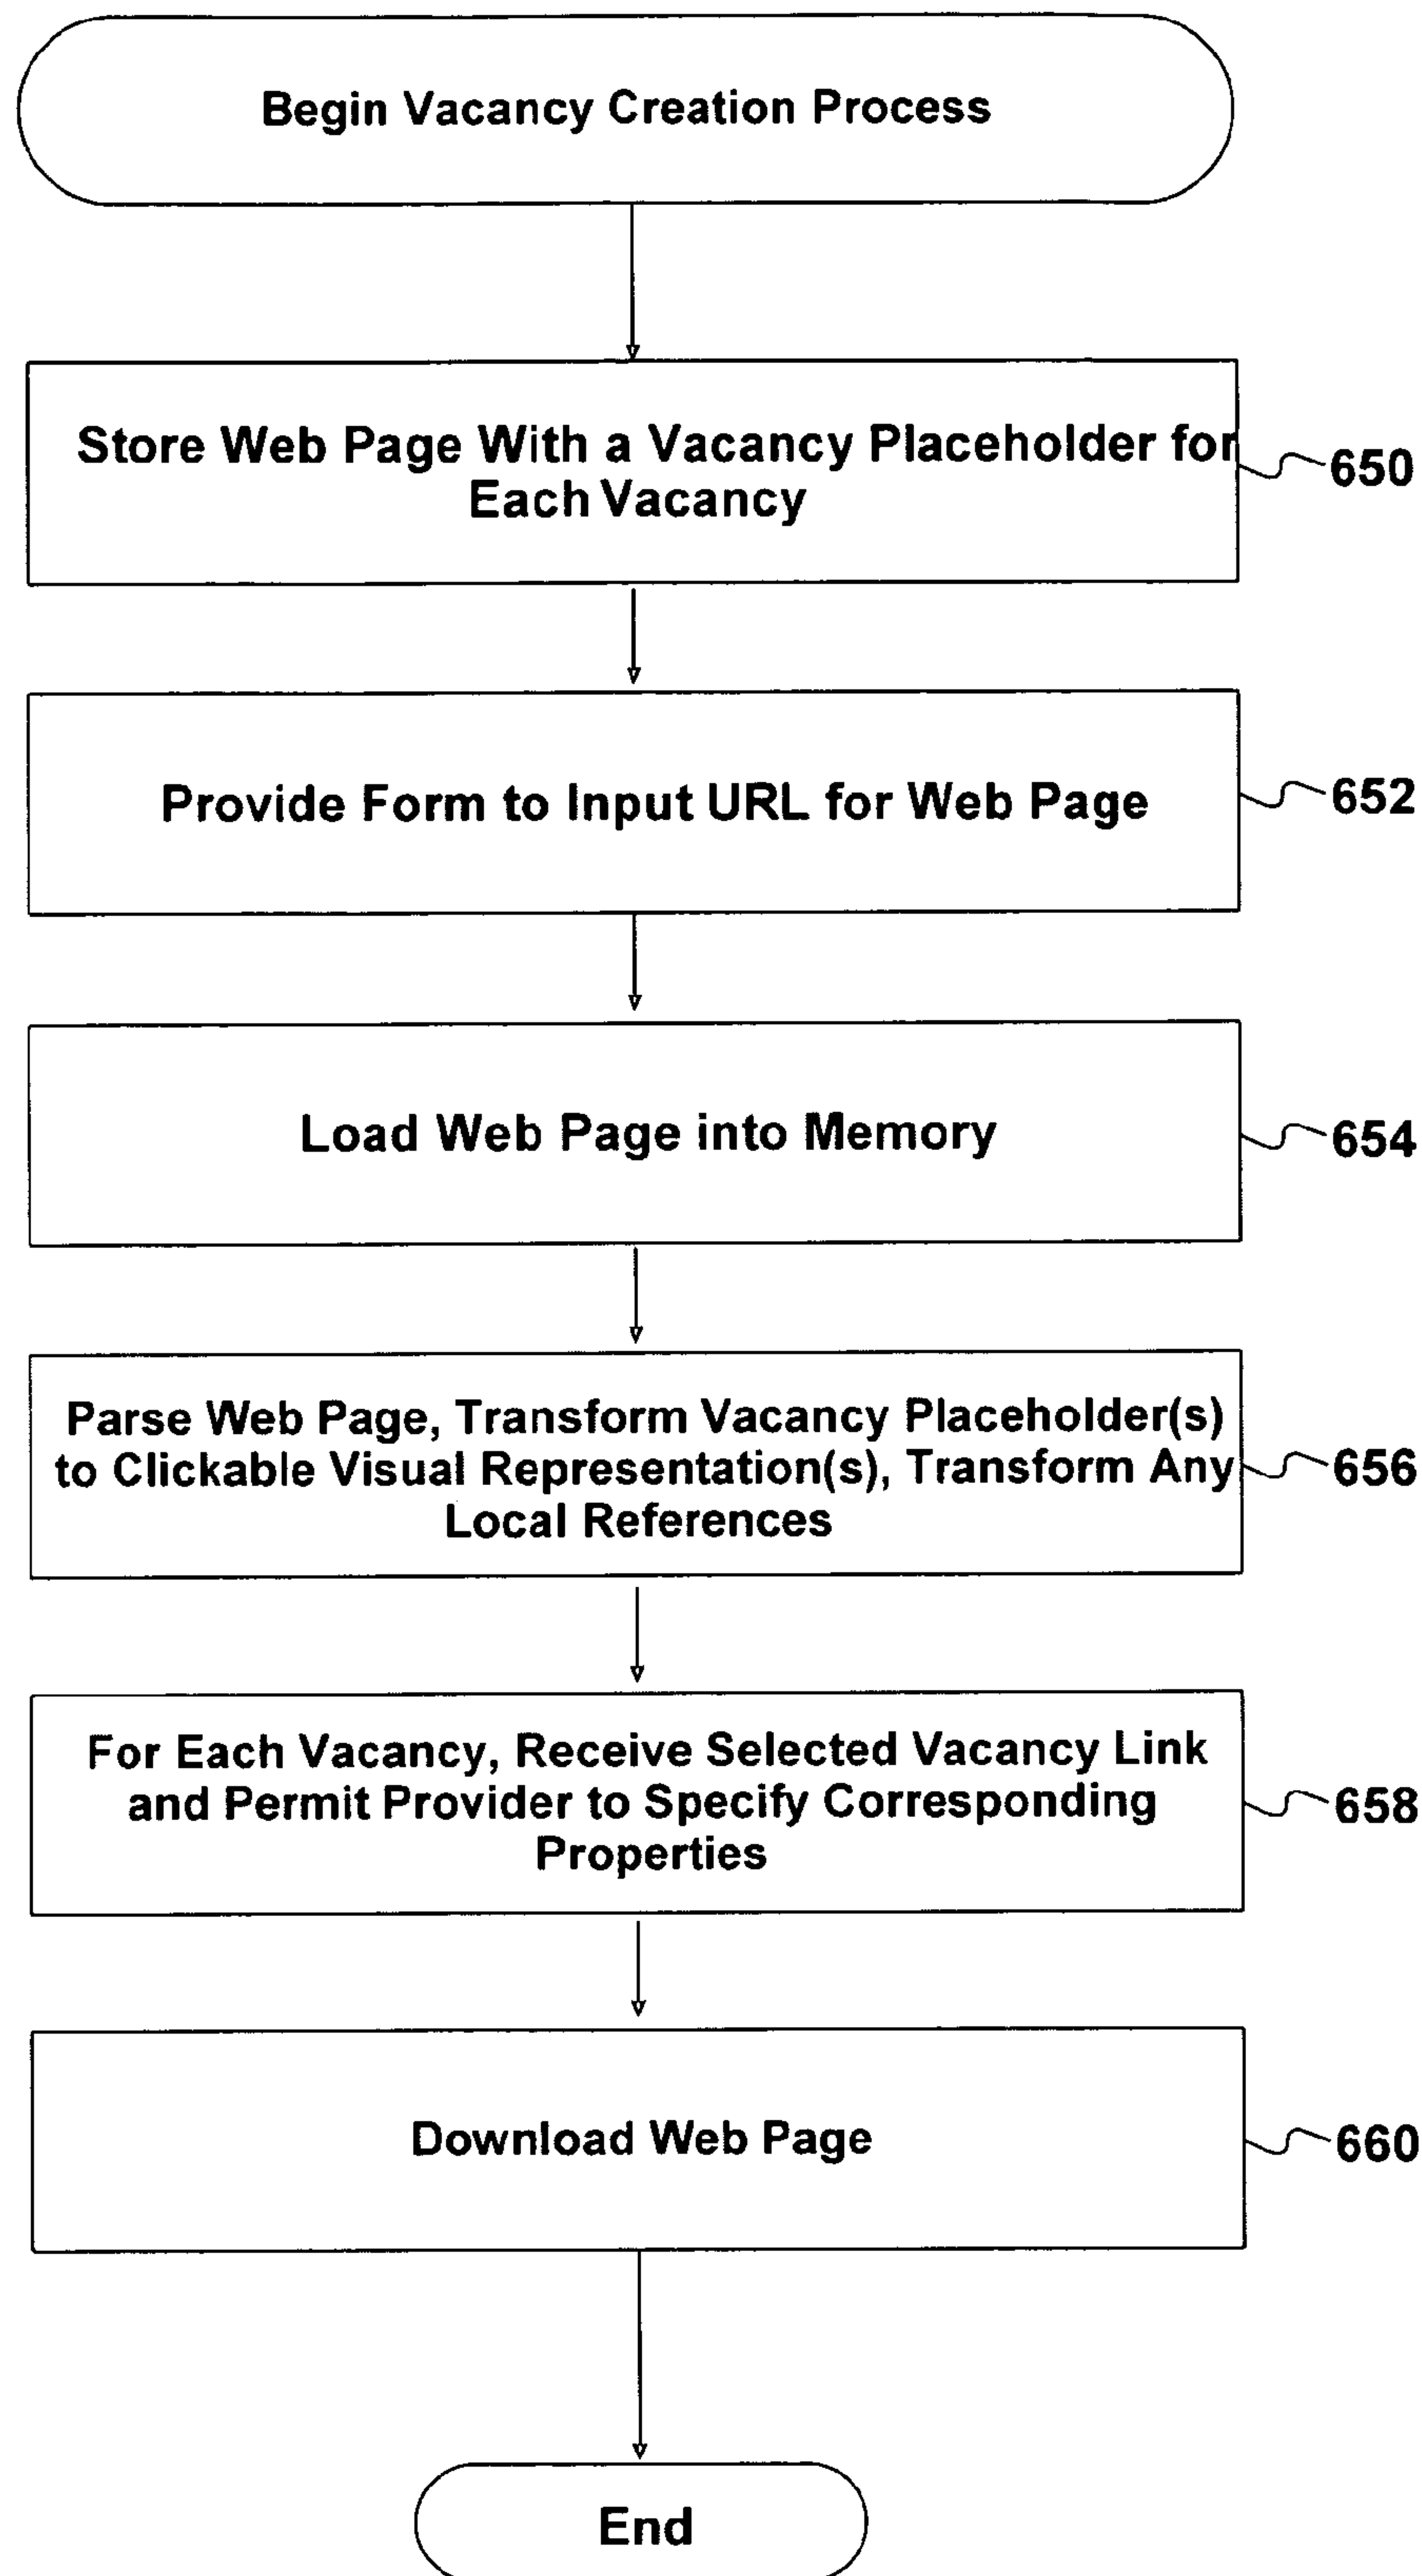 Begin Vacancy Creation Process
Store Web Page With a Vacancy Placeholder for
Each Vacancy
650
Provide Form to Input URL for Web Page
652
Load Web Page into Memory
654
Parse Web Page, Transform Vacancy Placeholder(s)
to Clickable Visual Representation(s), Transform Any
Local References
656
For Each Vacancy, Receive Selected Vacancy Link
and Permit Provider to Specify Corresponding
Properties
658
Download Web Page
660
End